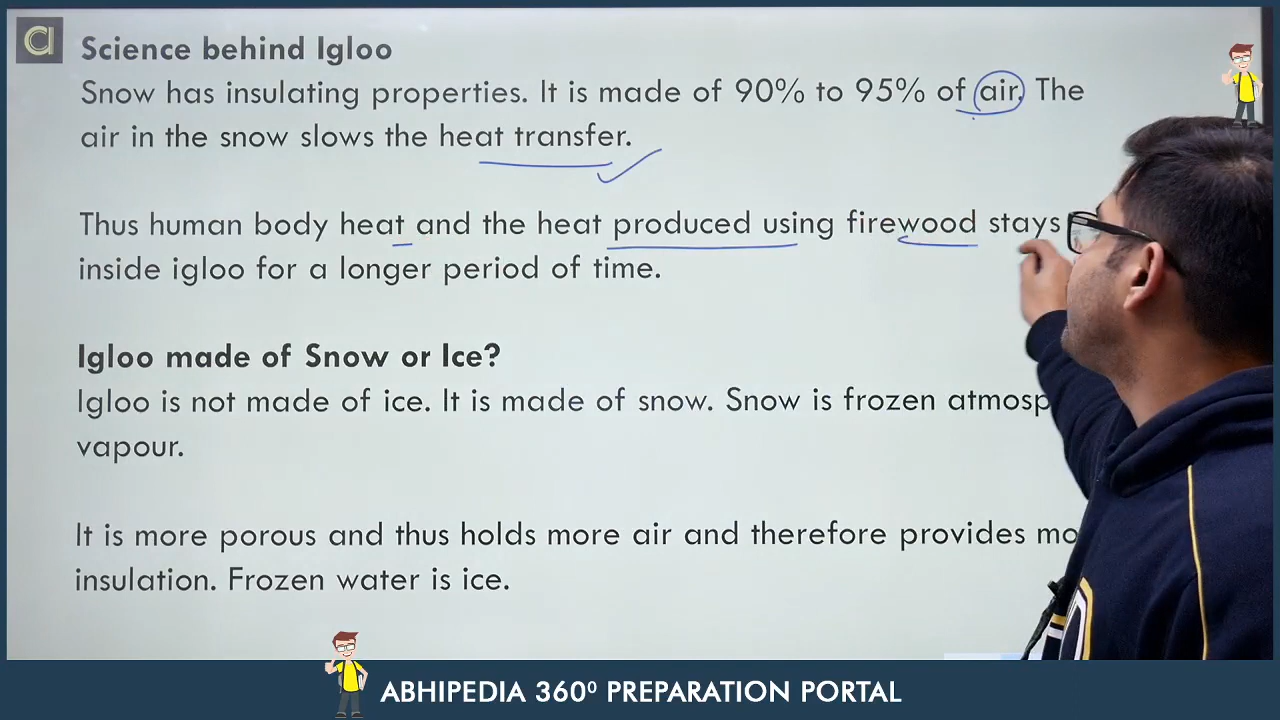 a
Science behind Igloo
Snow has insulating properties. It is made of 90% to 95% of air. The
air in the snow slows the heat transfer.
Thus human body heat and the heat produced using firewood stays
inside igloo for a longer period of time.
Igloo made of Snow or Ice?
Igloo is not made of ice. It is made of snow. Snow is frozen
vapour.
It is more porous and thus holds more air and therefore provides
insulation. Frozen water is ice.
ABHIPEDIA 360⁰ PREPARATION PORTAL